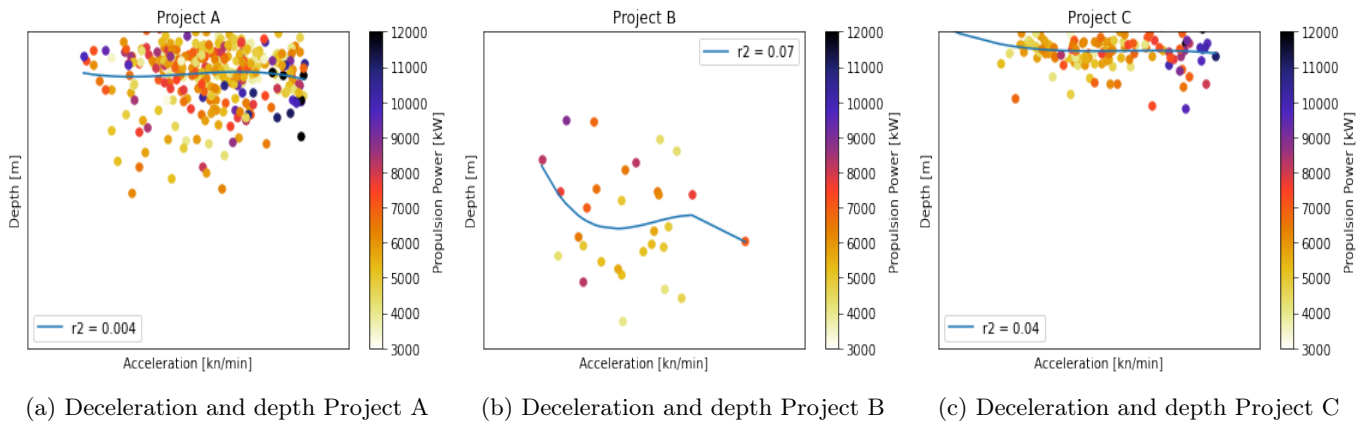 Project A
Depth [m]
r2 = 0.004
Acceleration [kn/min]
12000
11000
10000
9000
8000
7000
6000
5000
4000
3000
Propulsion Power [kW]
Project B
Depth [m]
r2 = 0.07
Acceleration [kn/min]
12000
11000
10000
9000
8000
7000
6000
5000
4000
3000
Propulsion Power [kW]
Project C
Depth [m]
r2 = 0.04
Acceleration [kn/min]
12000
11000
10000
9000
8000
7000
6000
5000
4000
3000
Propulsion Power [kW]
(a) Deceleration and depth Project A
(b) Deceleration and depth Project B
(c) Deceleration and depth Project C